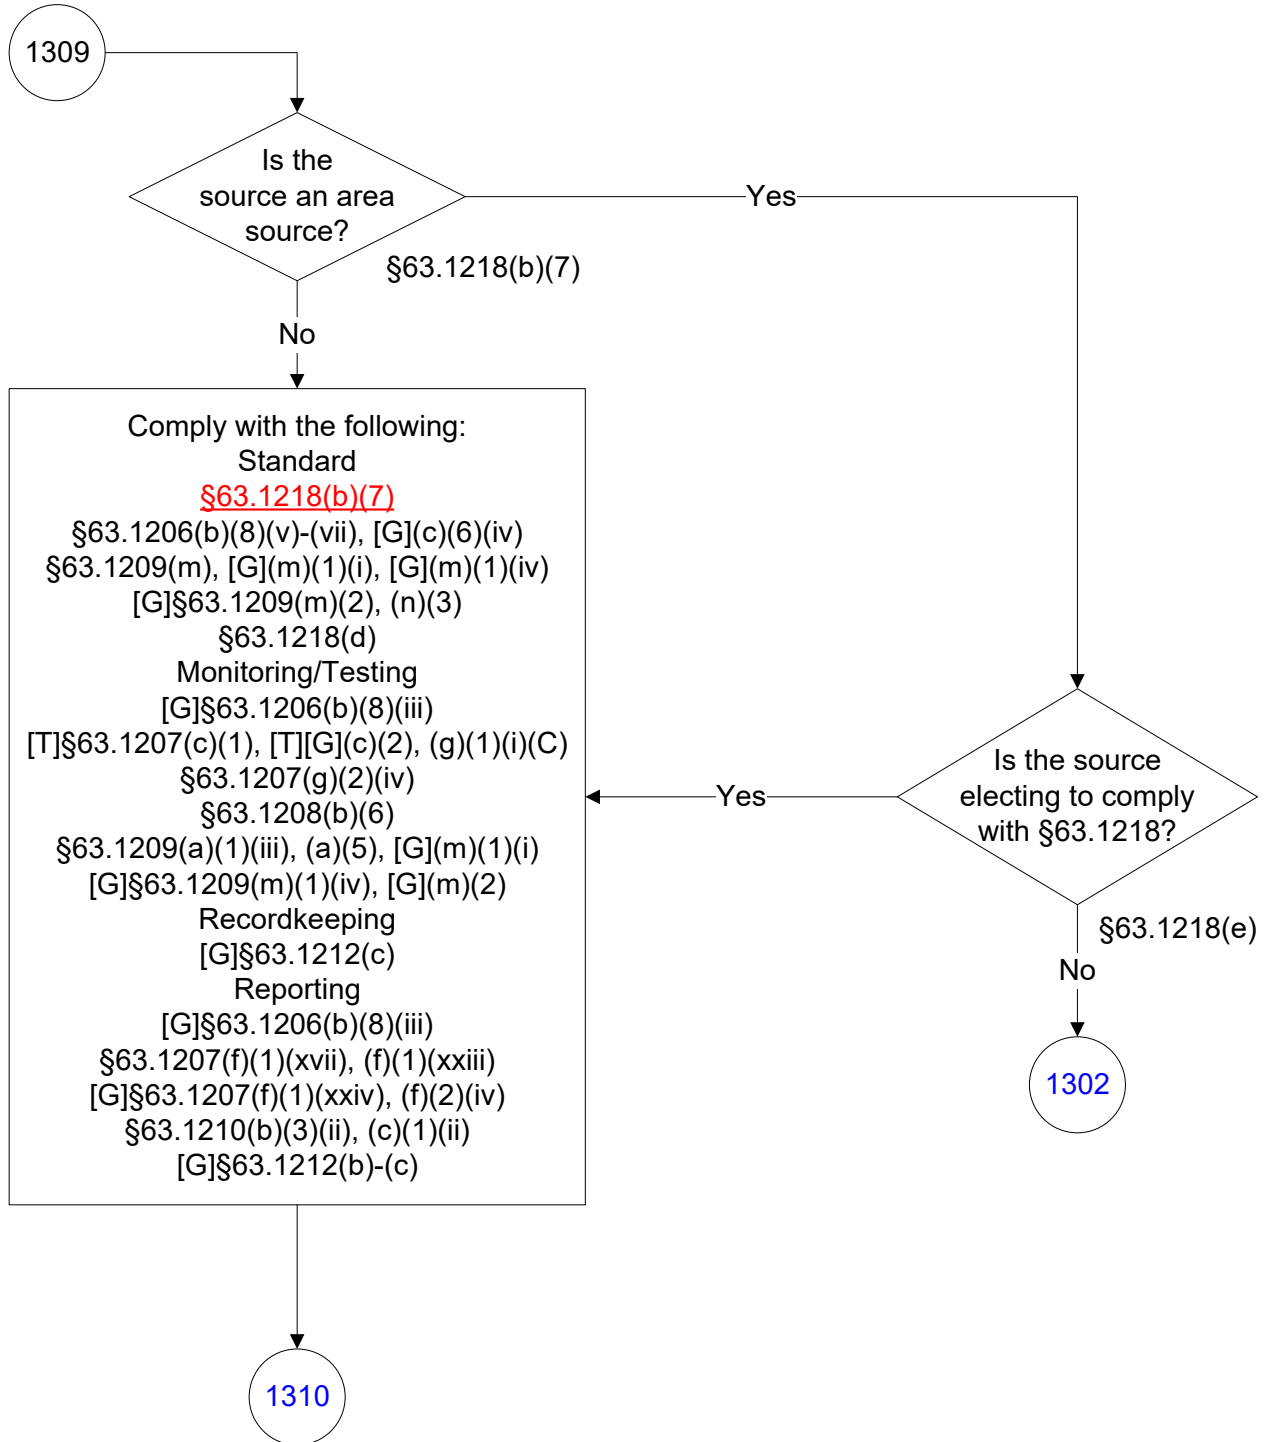 1309
Is the
source an area
source?
Yes
§63.1218(b)(7)
No
Comply with the following:
Standard
§63.1218(b)(7)
§63.1206(b)(8)(v)-(vii), [G](c)(6)(iv)
§63.1209(m), [G](m)(1)(i), [G](m)(1)(iv)
[G]§63.1209(m)(2), (n)(3)
§63.1218(d)
Monitoring/Testing
[G]§63.1206(b)(8)(iii)
[T]§63.1207(c)(1), [T][G](c)(2), (g)(1)(i)(C)
§63.1207(g)(2)(iv)
§63.1208(b)(6)
§63.1209(a)(1)(iii), (a)(5), [G](m)(1)(i)
[G]§63.1209(m)(1)(iv), [G](m)(2)
Recordkeeping
[G]§63.1212(c)
Reporting
[G]§63.1206(b)(8)(iii)
§63.1207(f)(1)(xvii), (f)(1)(xxiii)
[G]§63.1207(f)(1)(xxiv), (f)(2)(iv)
§63.1210(b)(3)(ii), (c)(1)(ii)
[G]§63.1212(b)-(c)
Yes
Is the source
electing to comply
with §63.1218?
§63.1218(e)
No
1302
1310